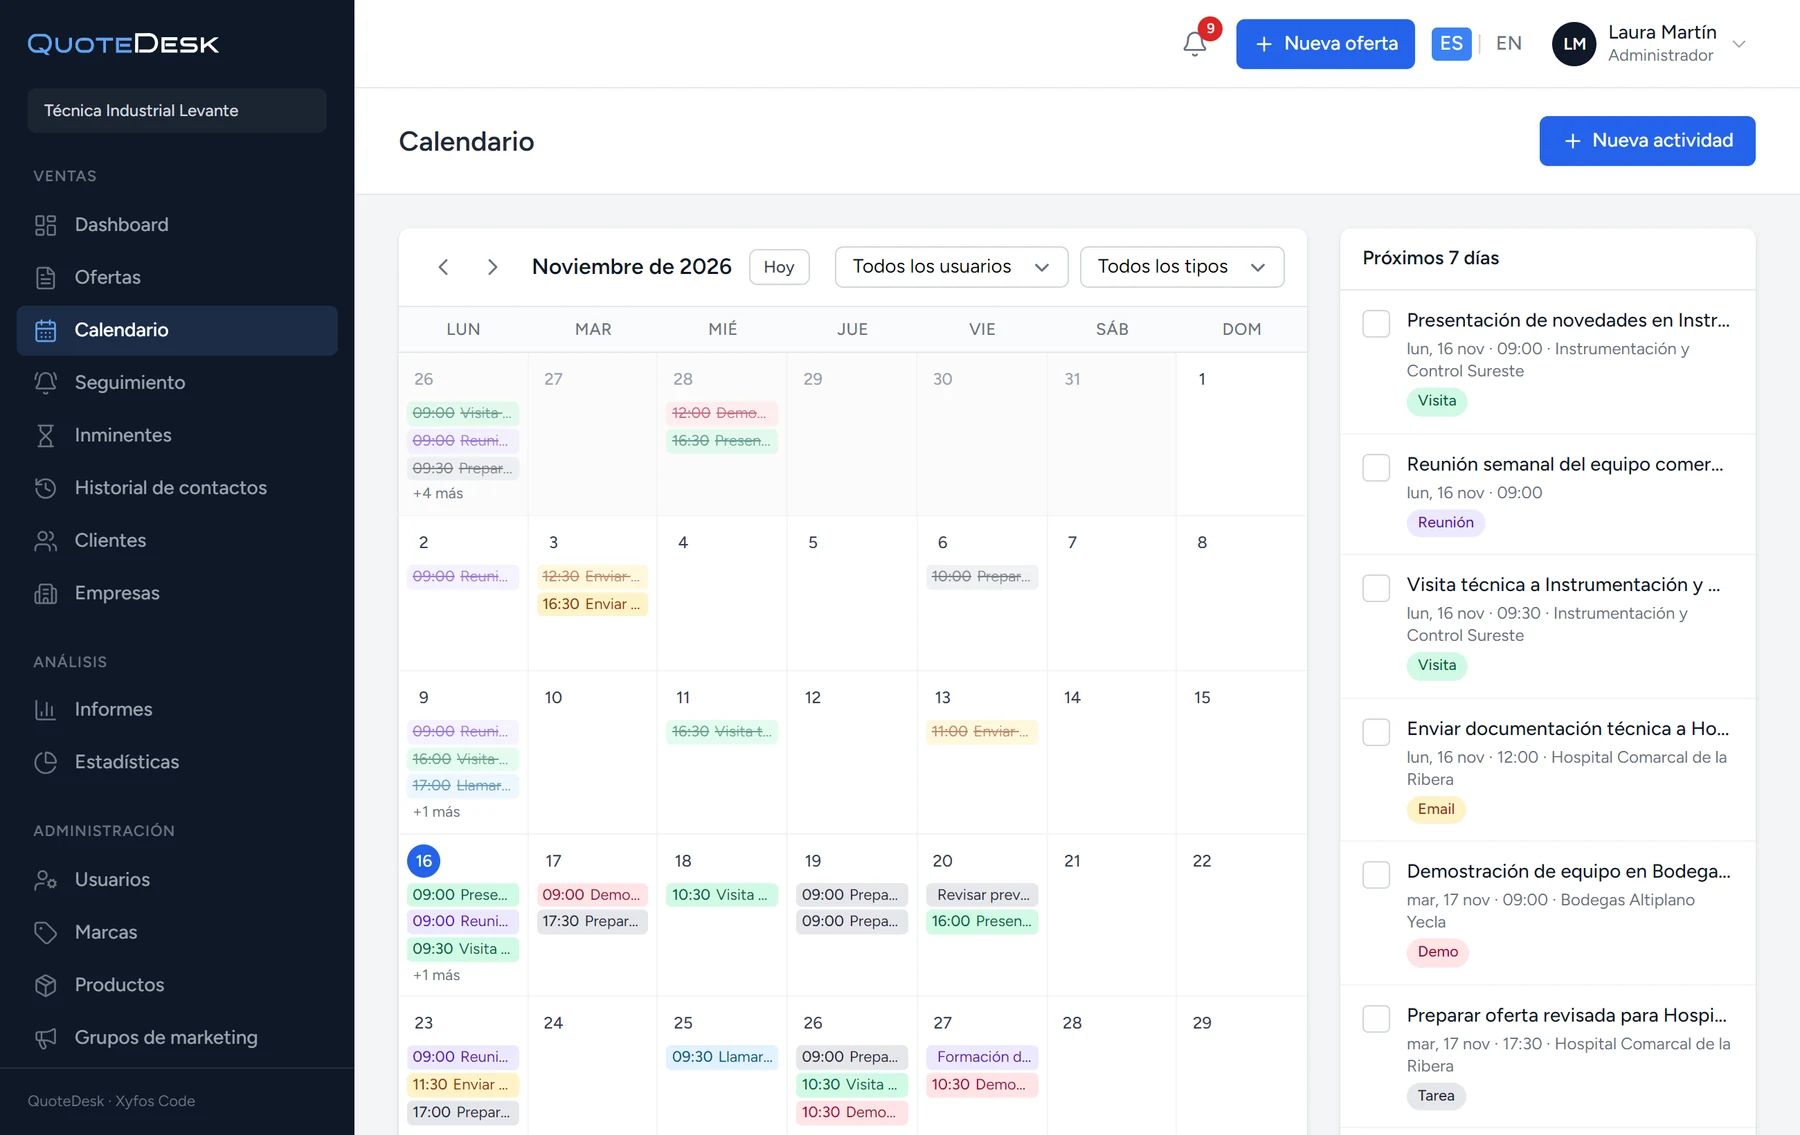 QUOTEDESK
Técnica Industrial Levante
VENTAS
Dashboard
Ofertas
Calendario
Seguimiento
Inminentes
Historial de contactos
Clientes
Empresas
ANÁLISIS
Informes
Estadísticas
ADMINISTRACIÓN
Usuarios
Marcas
Productos
Grupos de marketing
QuoteDesk · Xyfos Code
9
+ Nueva oferta
ES | EN
LM
Laura Martín
Administrador
Calendario
+ Nueva actividad
Noviembre de 2026
Hoy
Todos los usuarios
Todos los tipos
LUN MAR MIÉ JUE VIE SÁB DOM
26 27 28 29 30 31 1
09:00 Visita ... 12:00 Demo...
09:00 Reuni... 16:30 Presen...
09:30 Prepar...
+4 más
2 3 4 5 6 7 8
09:00 Reuni... 12:30 Enviar ... 10:00 Prepar...
16:30 Enviar ...
9 10 11 12 13 14 15
09:00 Reuni... 16:30 Visita t... 11:00 Enviar ...
16:00 Visita ...
17:00 Llamar...
+1 más
16 17 18 19 20 21 22
09:00 Prese... 09:00 Demo... 10:30 Visita ... 09:00 Prepa... Revisar prev...
09:00 Reuni... 17:30 Prepar... 09:00 Prepa... 16:00 Presen...
09:30 Visita ...
+1 más
23 24 25 26 27 28 29
09:00 Reuni... 09:30 Llamar... 09:00 Prepa... Formación d...
11:30 Enviar ... 10:30 Visita ... 10:30 Demo...
17:00 Prepar... 10:30 Demo...
Próximos 7 días
Presentación de novedades en Instr...
lun, 16 nov · 09:00 · Instrumentación y
Control Sureste
Visita
Reunión semanal del equipo comer...
lun, 16 nov · 09:00
Reunión
Visita técnica a Instrumentación y ...
lun, 16 nov · 09:30 · Instrumentación y
Control Sureste
Visita
Enviar documentación técnica a Ho...
lun, 16 nov · 12:00 · Hospital Comarcal de la
Ribera
Email
Demostración de equipo en Bodega...
mar, 17 nov · 09:00 · Bodegas Altiplano
Yecla
Demo
Preparar oferta revisada para Hospi...
mar, 17 nov · 17:30 · Hospital Comarcal de la
Ribera
Tarea